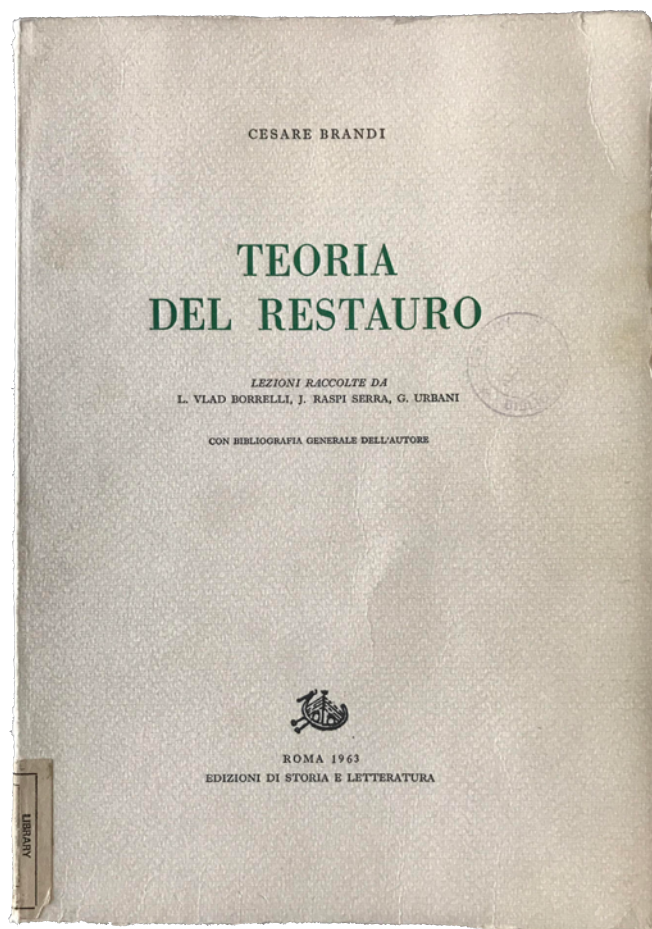 CESARE BRANDI
TEORIA
DEL RESTAURO
LEZIONI RACCOLTE DA
L. VLAD BORRELLI, J. RASPI SERRA, G. URBANI
CON BIBLIOGRAFIA GENERALE DELL'AUTORE
ROMA 1963
EDIZIONI DI STORIA E LETTERATURA
LIBRARY